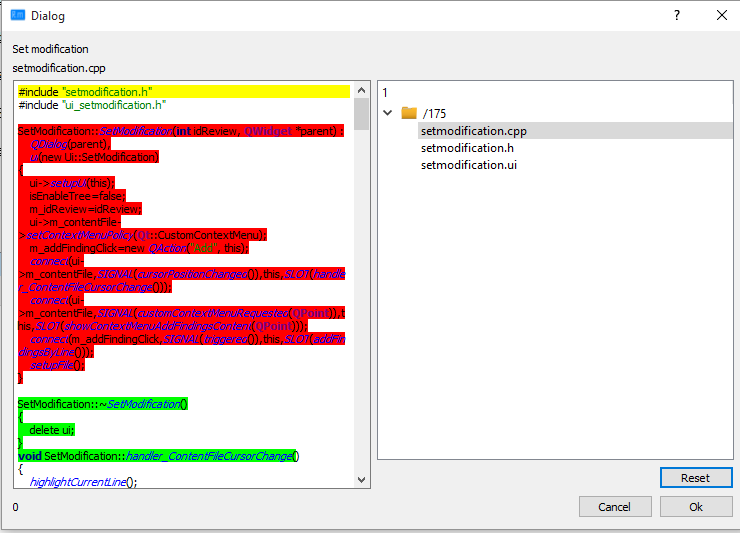 Dialog
Set modification
setmodification.cpp
#include "setmodification.h"
#include "ui_setmodification.h"
SetModification::SetModification(int idReview, QWidget *parent) :
QDialog(parent),
ui(new Ui::SetModification)
{
ui->setupUi(this);
isEnableTree=false;
m_idReview=idReview;
ui->m_contentFile-
>setContextMenuPolicy(Qt::CustomContextMenu);
m_addFindingClick=new QAction("Add", this);
connect(ui-
>m_contentFile,SIGNAL(cursorPositionChanged()),this,SLOT(handle
r_ContentFileCursorChange()));
connect(ui-
>m_contentFile,SIGNAL(customContextMenuRequested(QPoint)),t
his,SLOT(showContextMenuAddFindingsContent(QPoint)));
connect(m_addFindingClick,SIGNAL(triggered()),this,SLOT(addFin
dingsByLine()));
setupFile();
}
SetModification::~SetModification()
{
delete ui;
}
void SetModification::handler_ContentFileCursorChange()
{
highlightCurrentLine();
1
/175
setmodification.cpp
setmodification.h
setmodification.ui
Reset
0
Cancel
Ok